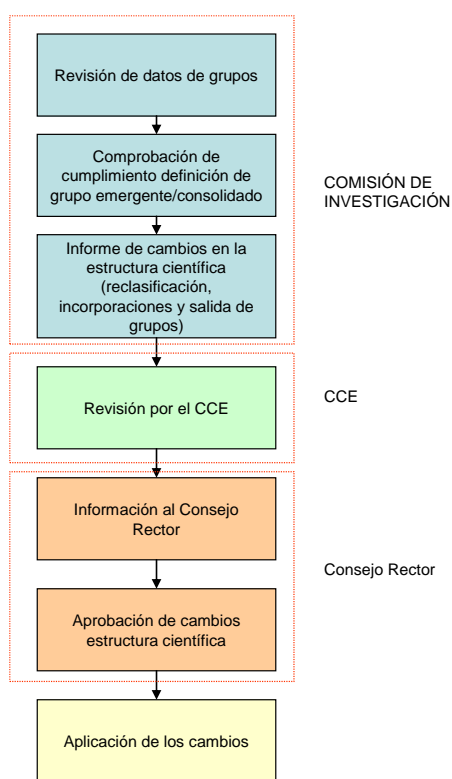 Revisión de datos de grupos
Comprobación de
cumplimiento definición de
grupo emergente/consolidado
COMISIÓN DE
INVESTIGACIÓN
Informe de cambios en la
estructura científica
(reclasificación,
incorporaciones y salida de
grupos)
Revisión por el CCE
CCE
Información al Consejo
Rector
Consejo Rector
Aprobación de cambios
estructura científica
Aplicación de los cambios